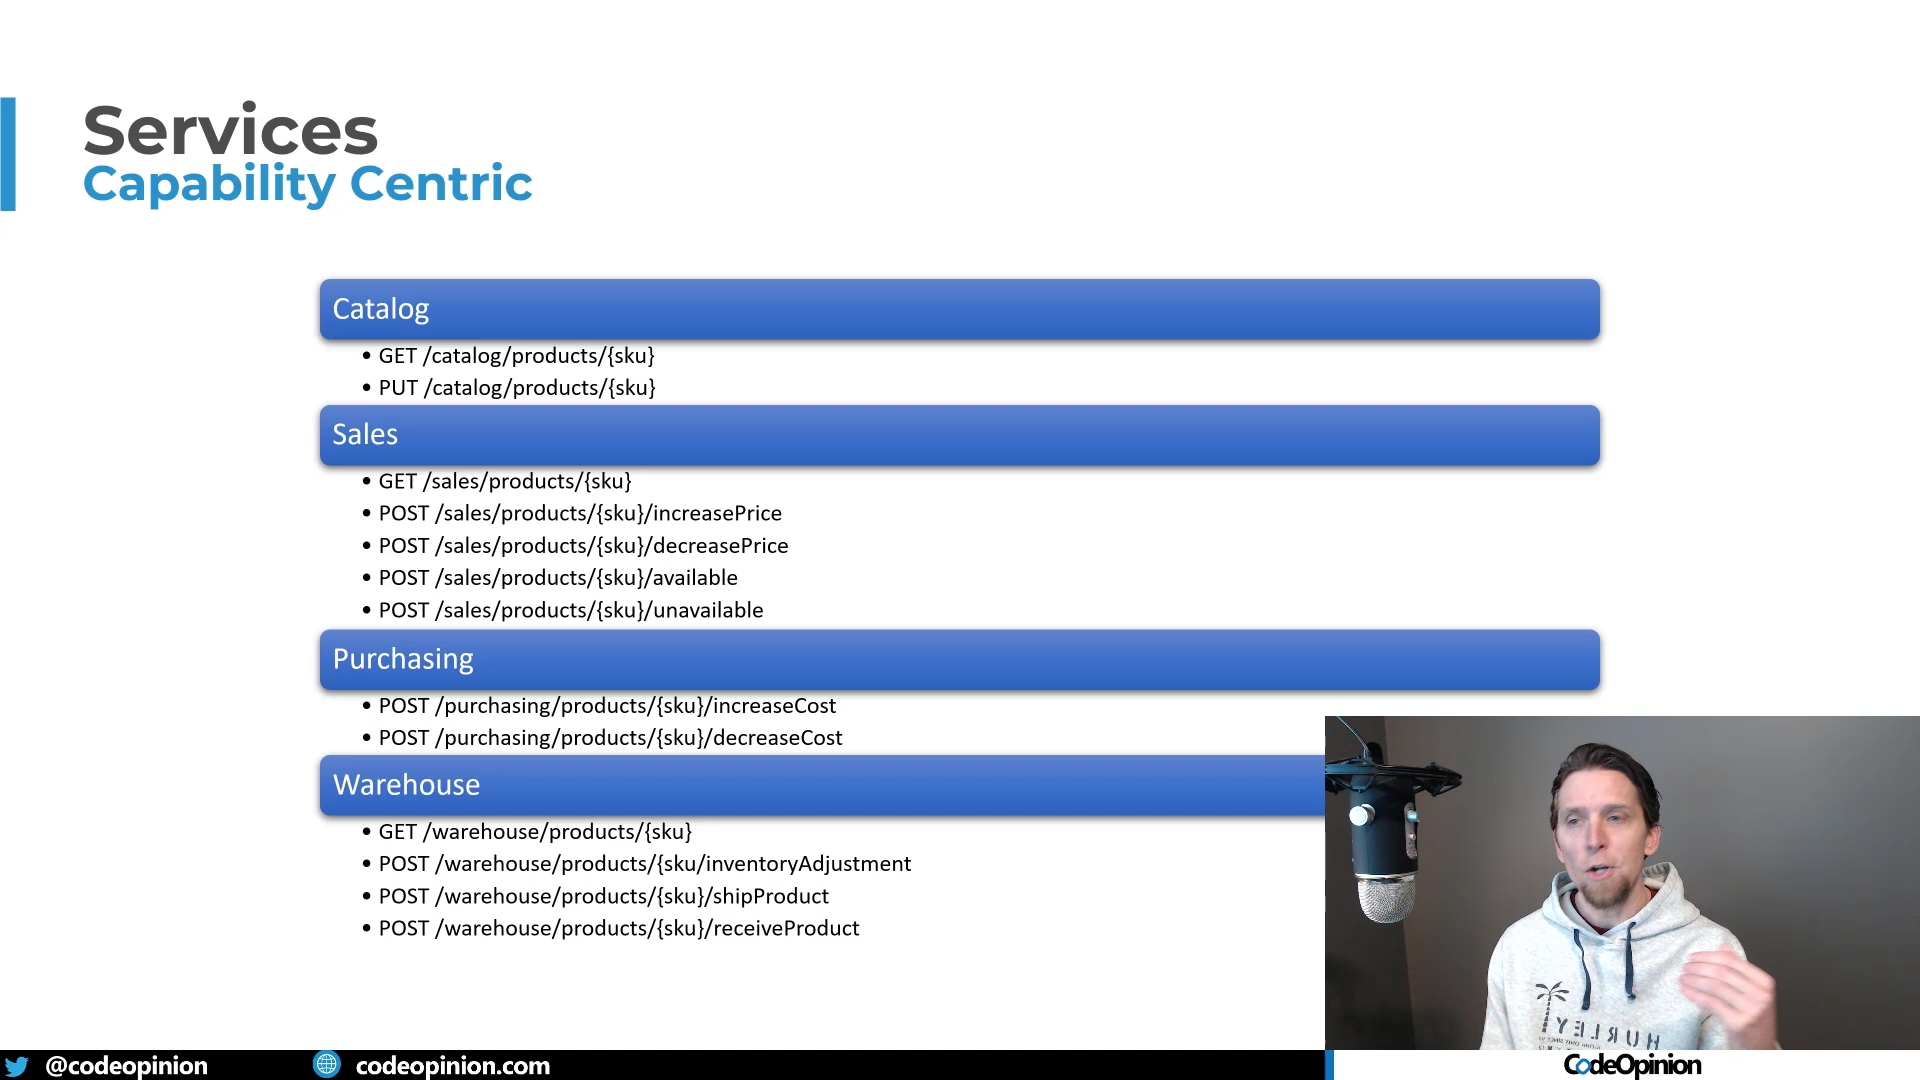 Services
Capability Centric
Catalog
• GET /catalog/products/{sku}
• PUT /catalog/products/{sku}
Sales
• GET /sales/products/{sku}
• POST /sales/products/{sku}/increasePrice
• POST /sales/products/{sku}/decreasePrice
• POST /sales/products/{sku}/available
• POST /sales/products/{sku}/unavailable
Purchasing
• POST /purchasing/products/{sku}/increaseCost
• POST /purchasing/products/{sku}/decreaseCost
Warehouse
• GET /warehouse/products/{sku}
• POST /warehouse/products/{sku/inventoryAdjustment
• POST /warehouse/products/{sku}/shipProduct
• POST /warehouse/products/{sku}/receiveProduct
HURLEY
@codeopinion
codeopinion.com
CodeOpinion